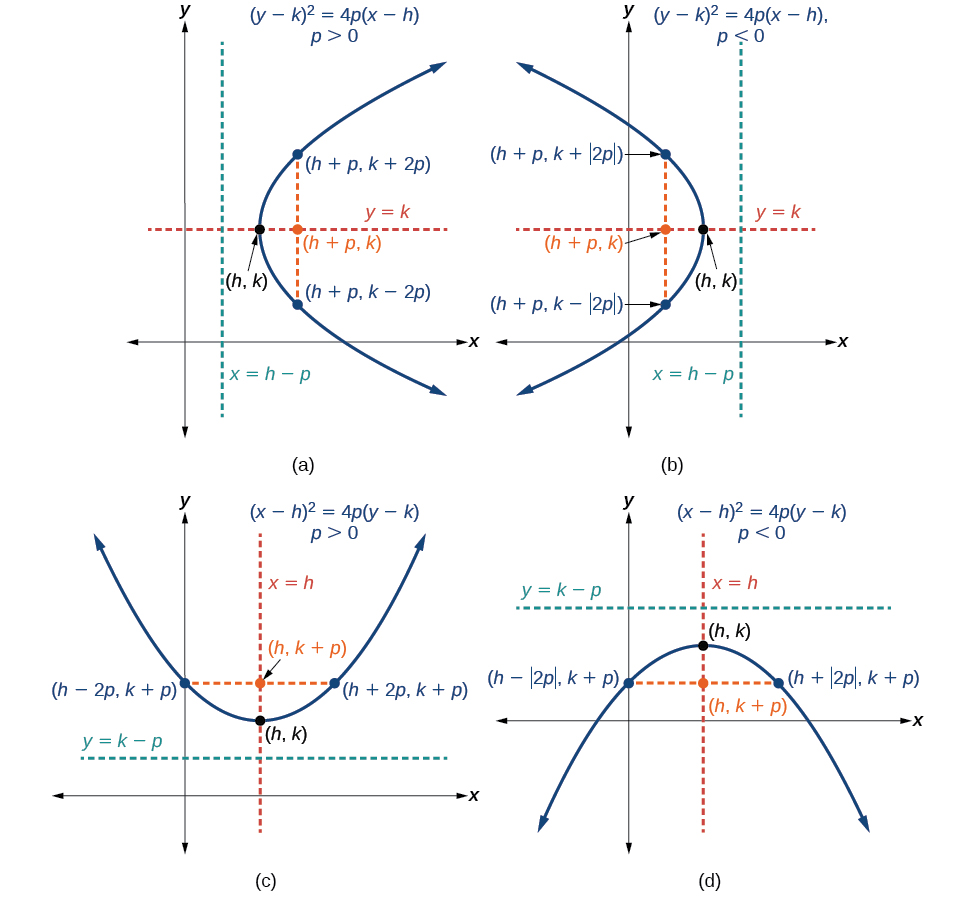 y
(y − k)² = 4p(x − h)
p > 0
(h + p, k + 2p)
y = k
(h + p, k)
(h, k)
(h + p, k − 2p)
x
x = h − p
(a)
y
(y − k)² = 4p(x − h),
p < 0
(h + p, k + |2p|)
y = k
(h + p, k)
(h, k)
(h + p, k − |2p|)
x
x = h − p
(b)
y
(x − h)² = 4p(y − k)
p > 0
x = h
(h, k + p)
(h − 2p, k + p)
(h + 2p, k + p)
(h, k)
y = k − p
x
(c)
y
(x − h)² = 4p(y − k)
p < 0
x = h
y = k − p
(h, k)
(h − |2p|, k + p)
(h + |2p|, k + p)
(h, k + p)
x
(d)